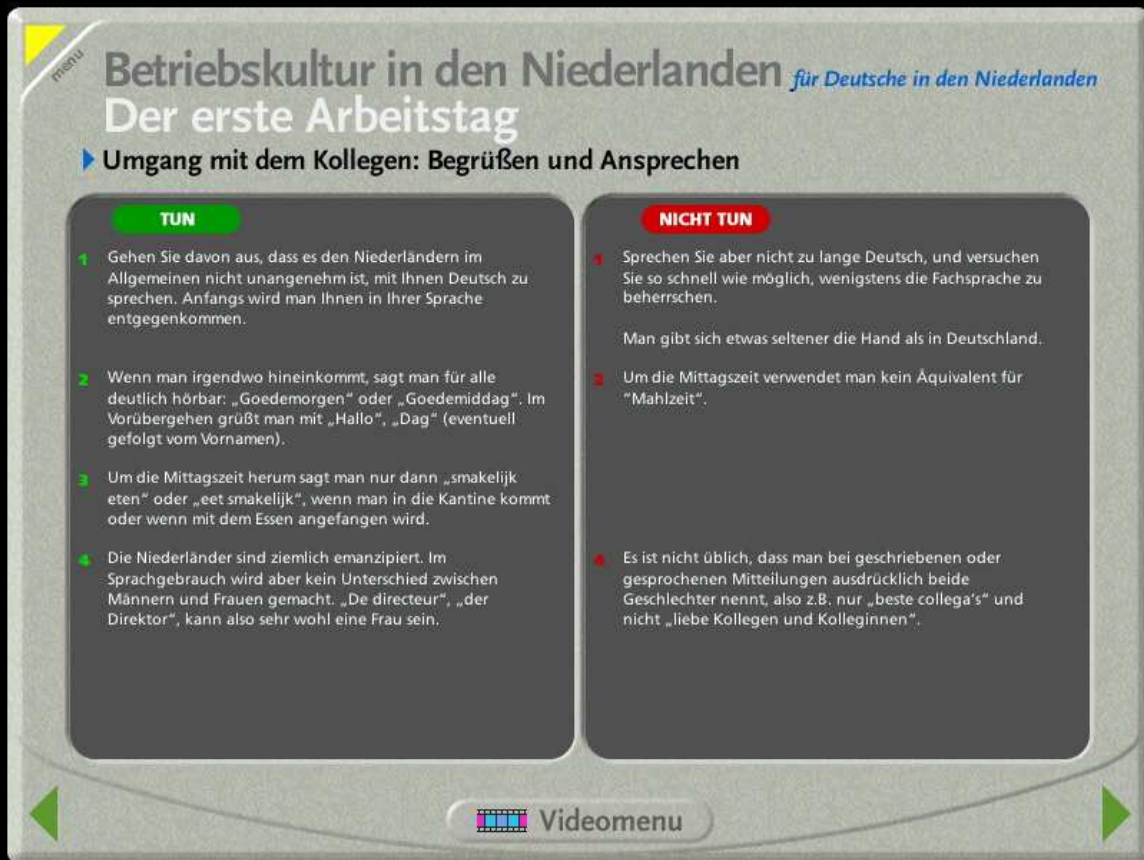 menu
Betriebskultur in den Niederlanden für Deutsche in den Niederlanden
Der erste Arbeitstag
Umgang mit dem Kollegen: Begrüßen und Ansprechen
TUN
1 Gehen Sie davon aus, dass es den Niederländern im
Allgemeinen nicht unangenehm ist, mit Ihnen Deutsch zu
sprechen. Anfangs wird man Ihnen in Ihrer Sprache
entgegenkommen.
2 Wenn man irgendwo hineinkommt, sagt man für alle
deutlich hörbar: „Goedemorgen“ oder „Goedemiddag“. Im
Vorübergehen grüßt man mit „Hallo“, „Dag“ (eventuell
gefolgt vom Vornamen).
3 Um die Mittagszeit herum sagt man nur dann „smakelijk
eten“ oder „eet smakelijk“, wenn man in die Kantine kommt
oder wenn mit dem Essen angefangen wird.
4 Die Niederländer sind ziemlich emanzipiert. Im
Sprachgebrauch wird aber kein Unterschied zwischen
Männern und Frauen gemacht. „De directeur“, „der
Direktor“, kann also sehr wohl eine Frau sein.
NICHT TUN
1 Sprechen Sie aber nicht zu lange Deutsch, und versuchen
Sie so schnell wie möglich, wenigstens die Fachsprache zu
beherrschen.
Man gibt sich etwas seltener die Hand als in Deutschland.
2 Um die Mittagszeit verwendet man kein Äquivalent für
"Mahlzeit".
4 Es ist nicht üblich, dass man bei geschriebenen oder
gesprochenen Mitteilungen ausdrücklich beide
Geschlechter nennt, also z.B. nur „beste collega's“ und
nicht „liebe Kollegen und Kolleginnen“.
Videomenu